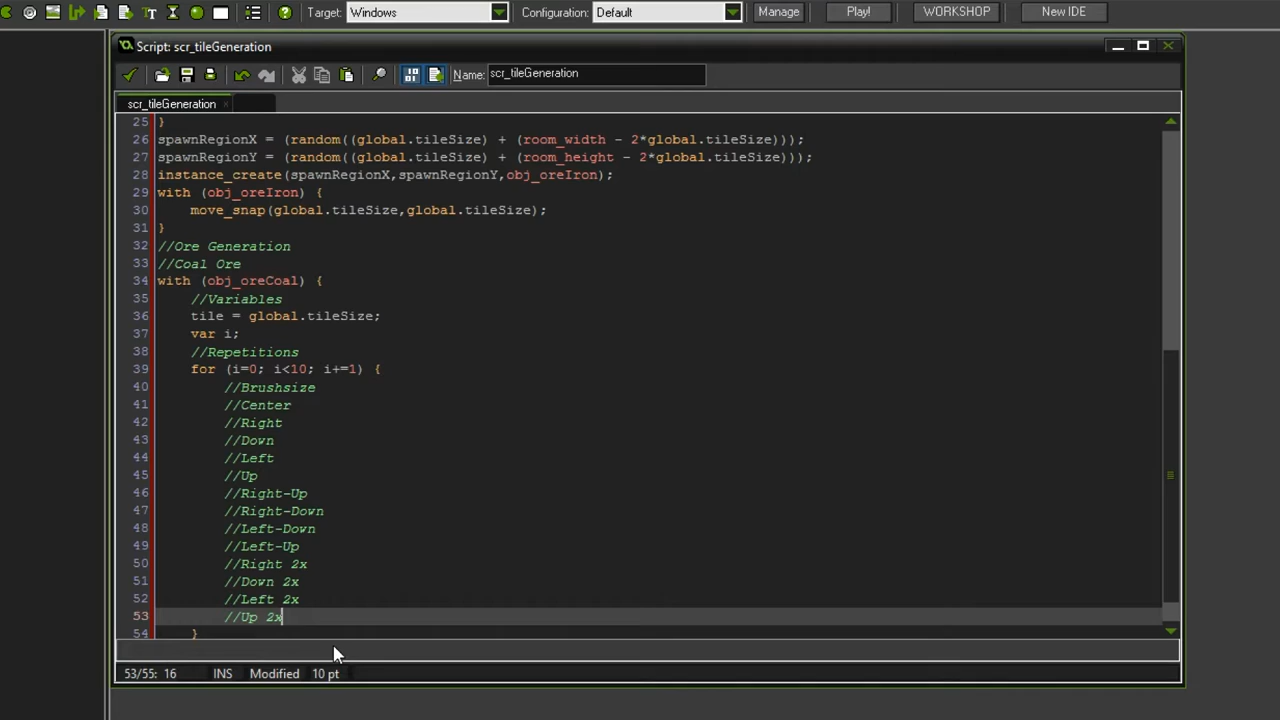 Target: Windows Configuration: Default Manage Play! WORKSHOP New IDE
Script: scr_tileGeneration
Name: scr_tileGeneration
scr_tileGeneration ×
25 }
26 spawnRegionX = (random((global.tileSize) + (room_width - 2*global.tileSize)));
27 spawnRegionY = (random((global.tileSize) + (room_height - 2*global.tileSize)));
28 instance_create(spawnRegionX,spawnRegionY,obj_oreIron);
29 with (obj_oreIron) {
30 move_snap(global.tileSize,global.tileSize);
31 }
32 //Ore Generation
33 //Coal Ore
34 with (obj_oreCoal) {
35 //Variables
36 tile = global.tileSize;
37 var i;
38 //Repetitions
39 for (i=0; i<10; i+=1) {
40 //Brushsize
41 //Center
42 //Right
43 //Down
44 //Left
45 //Up
46 //Right-Up
47 //Right-Down
48 //Left-Down
49 //Left-Up
50 //Right 2x
51 //Down 2x
52 //Left 2x
53 //Up 2x
54 }
53/55: 16 INS Modified 10 pt